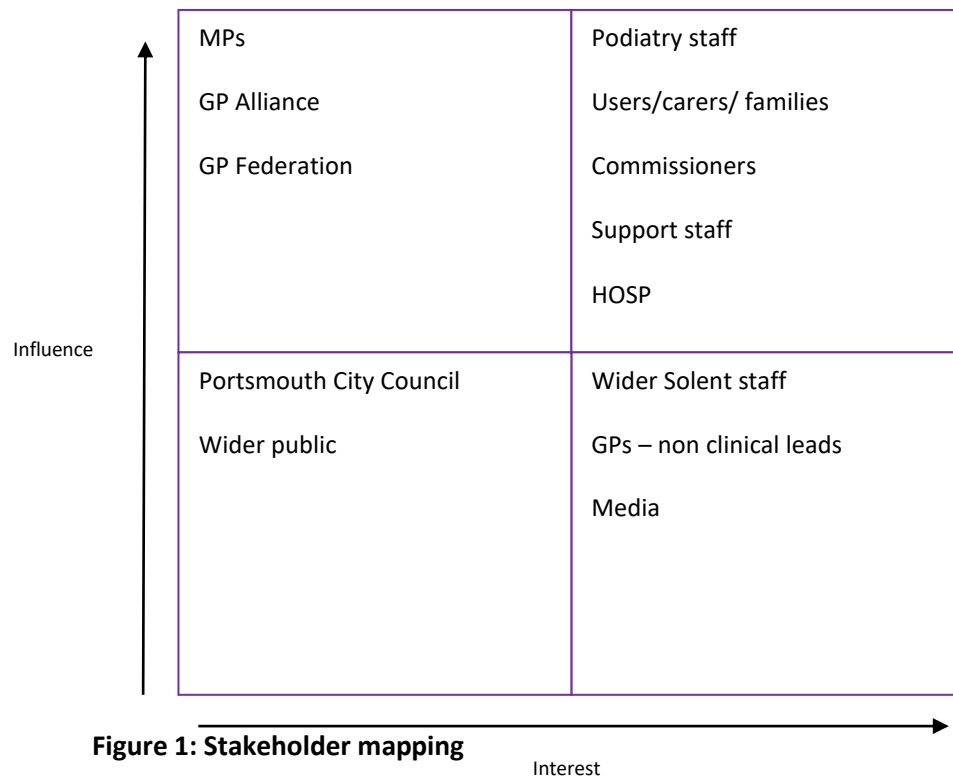 MPs
GP Alliance
GP Federation
Podiatry staff
Users/carers/ families
Commissioners
Support staff
HOSP
Influence
Portsmouth City Council
Wider public
Wider Solent staff
GPs – non clinical leads
Media
Figure 1: Stakeholder mapping
Interest